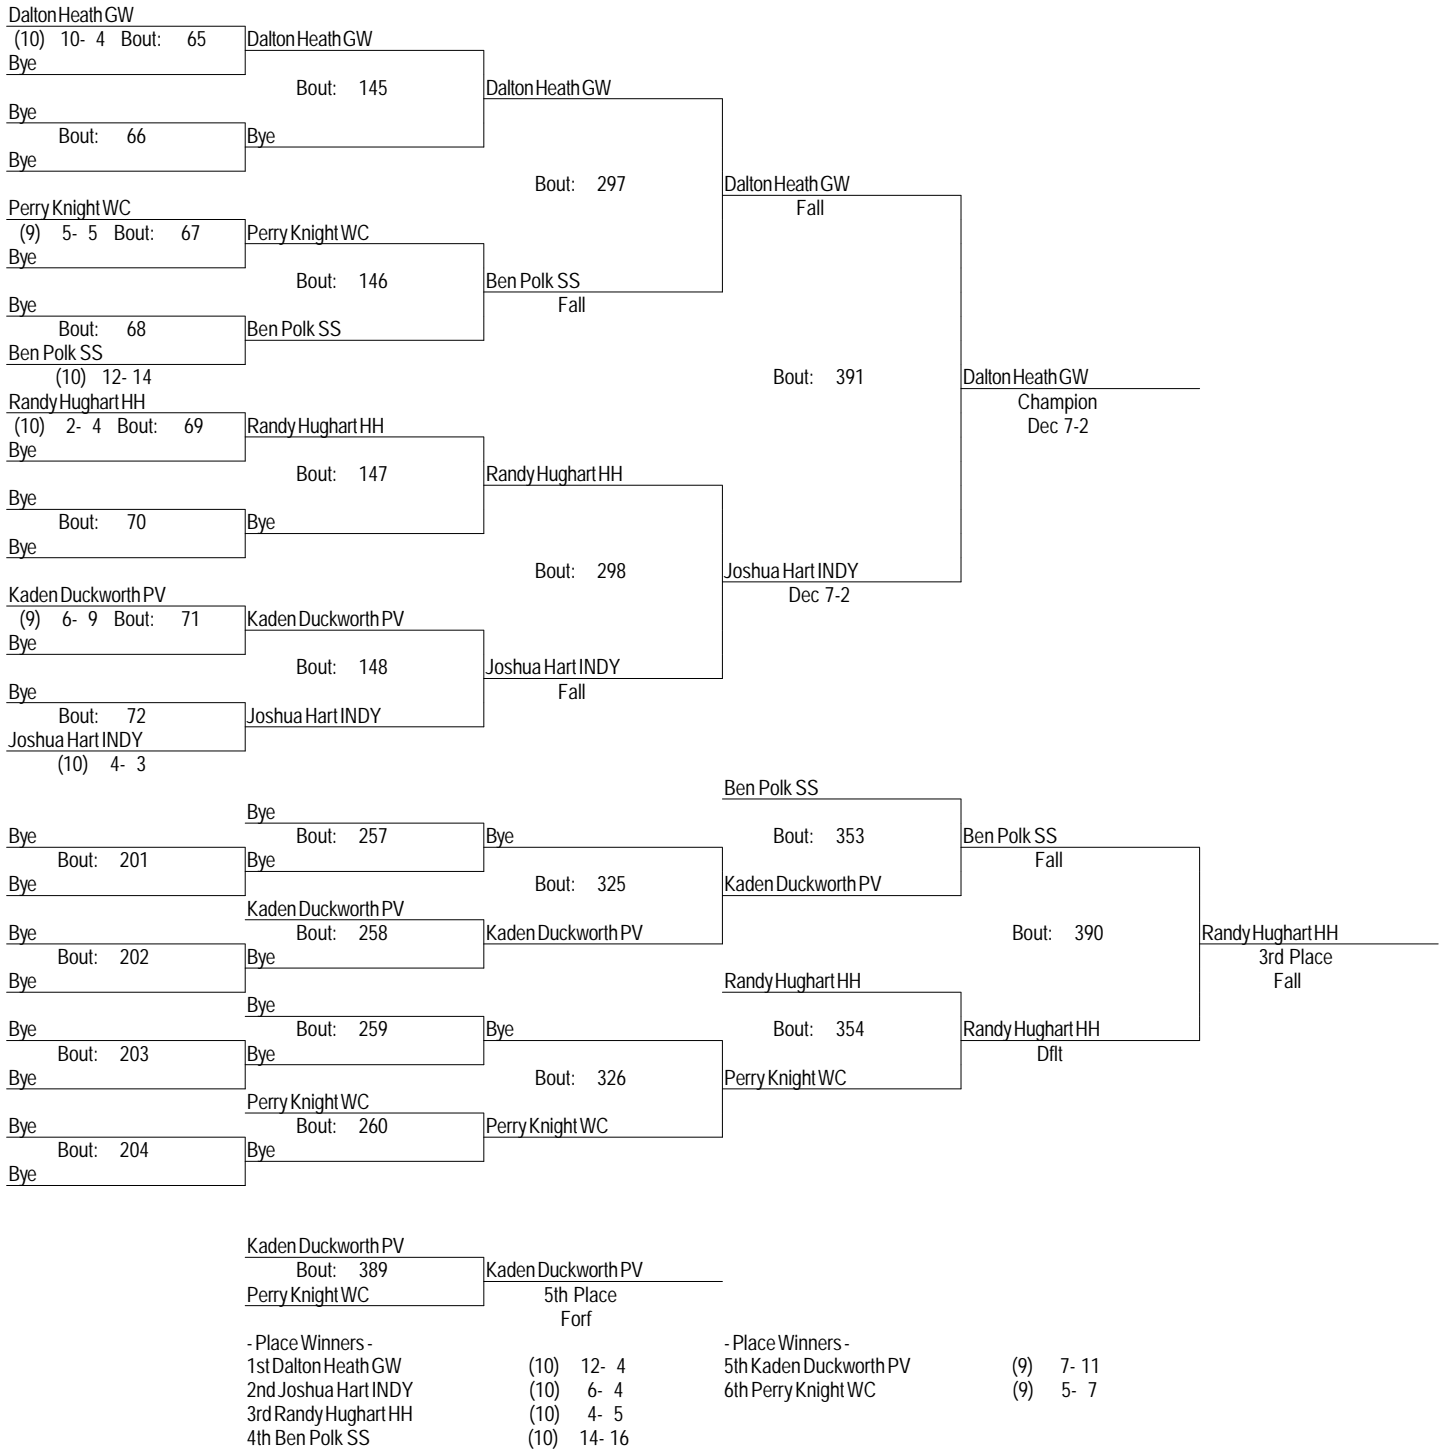 Dalton Heath GW
(10) 10- 4 Bout: 65 Dalton Heath GW
Bye
Bout: 145 Dalton Heath GW
Bye
Bout: 66 Bye
Bye
Bout: 297 Dalton Heath GW
Fall
Perry Knight WC
(9) 5- 5 Bout: 67 Perry Knight WC
Bye
Bout: 146 Ben Polk SS
Bye Fall
Bout: 68 Ben Polk SS
Ben Polk SS
(10) 12- 14 Bout: 391 Dalton Heath GW
Randy Hughart HH Champion
(10) 2- 4 Bout: 69 Randy Hughart HH Dec 7-2
Bye
Bout: 147 Randy Hughart HH
Bye
Bout: 70 Bye
Bye
Bout: 298 Joshua Hart INDY
Kaden Duckworth PV Dec 7-2
(9) 6- 9 Bout: 71 Kaden Duckworth PV
Bye
Bout: 148 Joshua Hart INDY
Bye Fall
Bout: 72 Joshua Hart INDY
Joshua Hart INDY
(10) 4- 3
Ben Polk SS
Bye
Bye Bout: 257 Bye Bout: 353 Ben Polk SS
Bout: 201 Bye Fall
Bye Bout: 325 Kaden Duckworth PV
Kaden Duckworth PV
Bye Bout: 258 Kaden Duckworth PV Bout: 390 Randy Hughart HH
Bout: 202 Bye 3rd Place
Bye Randy Hughart HH Fall
Bye
Bye Bout: 259 Bye Bout: 354 Randy Hughart HH
Bout: 203 Bye Dflt
Bye Bout: 326 Perry Knight WC
Perry Knight WC
Bye Bout: 260 Perry Knight WC
Bout: 204 Bye
Bye
Kaden Duckworth PV
Bout: 389 Kaden Duckworth PV
Perry Knight WC 5th Place
Forf
- Place Winners - - Place Winners -
1st Dalton Heath GW (10) 12- 4 5th Kaden Duckworth PV (9) 7- 11
2nd Joshua Hart INDY (10) 6- 4 6th Perry Knight WC (9) 5- 7
3rd Randy Hughart HH (10) 4- 5
4th Ben Polk SS (10) 14- 16